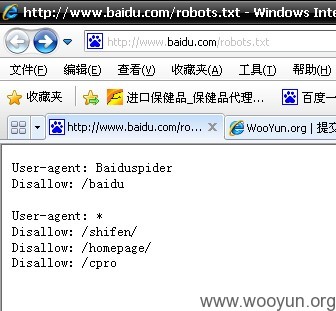 http://www.baidu.com/robots.txt - Windows Inte
http://www.baidu.com/robots.txt
文件(F) 编辑(E) 查看(V) 收藏夹(A) 工具(T) 帮助(H)
收藏夹 进口保健品_保健品代理... 百度一
http://www.baidu.com/ro... WooYun.org | 提交
User-agent: Baiduspider
Disallow: /baidu
User-agent: *
Disallow: /shifen/
Disallow: /homepage/
Disallow: /cpro
www.wooyun.org